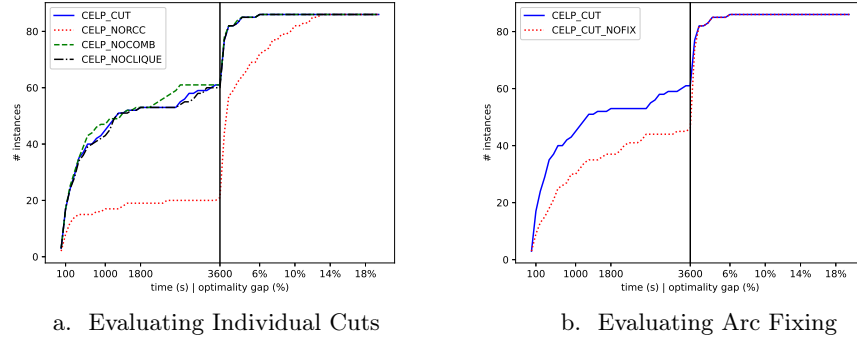 CELP_CUT
CELP_NORCC
CELP_NOCOMB
CELP_NOCLIQUE
80
60
40
20
0
# instances
100 1000 1800 3600 6% 10% 14% 18%
time (s) | optimality gap (%)
a. Evaluating Individual Cuts
CELP_CUT
CELP_CUT_NOFIX
80
60
40
20
0
# instances
100 1000 1800 3600 6% 10% 14% 18%
time (s) | optimality gap (%)
b. Evaluating Arc Fixing